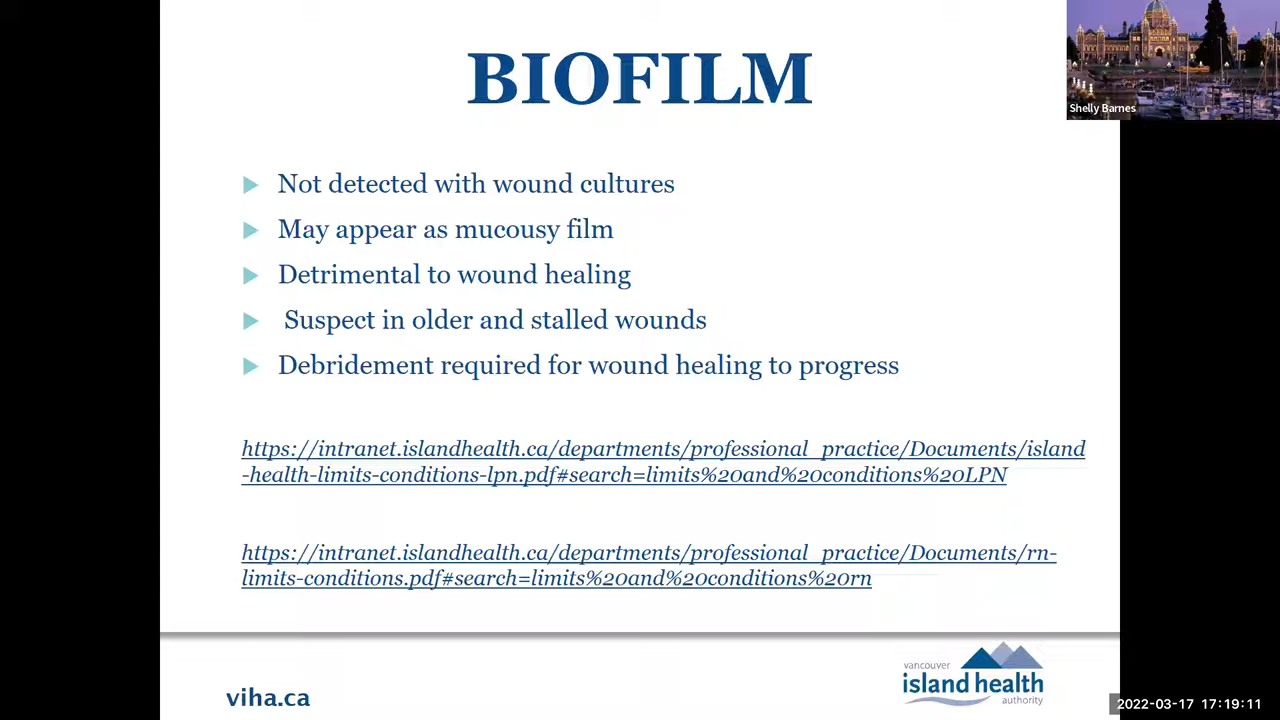 BIOFILM
Shelly Barnes
Not detected with wound cultures
May appear as mucousy film
Detrimental to wound healing
Suspect in older and stalled wounds
Debridement required for wound healing to progress
https://intranet.islandhealth.ca/departments/professional_practice/Documents/island
-health-limits-conditions-lpn.pdf#search=limits%20and%20conditions%20LPN
https://intranet.islandhealth.ca/departments/professional_practice/Documents/rn-
limits-conditions.pdf#search=limits%20and%20conditions%20rn
viha.ca
vancouver
island health
authority
2022-03-17 17:19:11